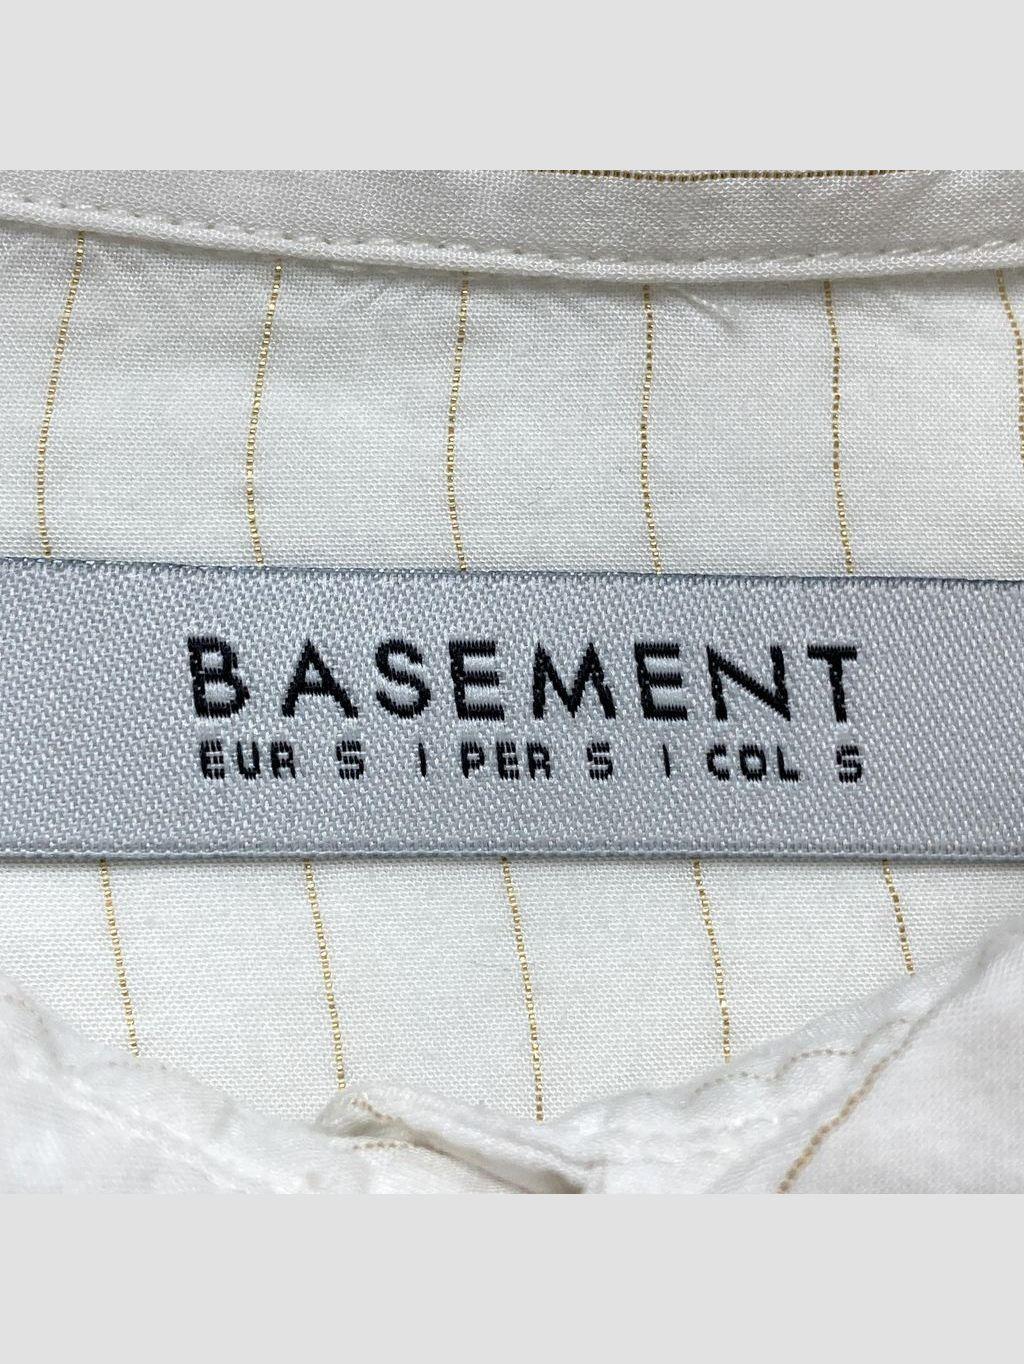 BASEMENT
EUR S | PER S | COL S